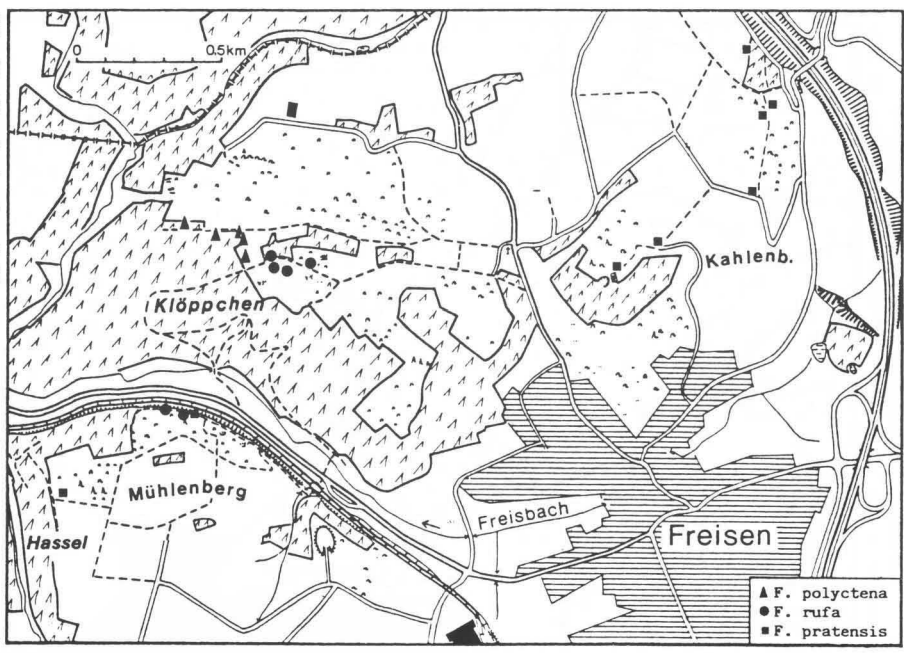 0 0.5km
Kahlenb.
Klöppchen
Mühlenberg
Freisbach
Hassel
Freisen
F. polyctena
F. rufa
F. pratensis